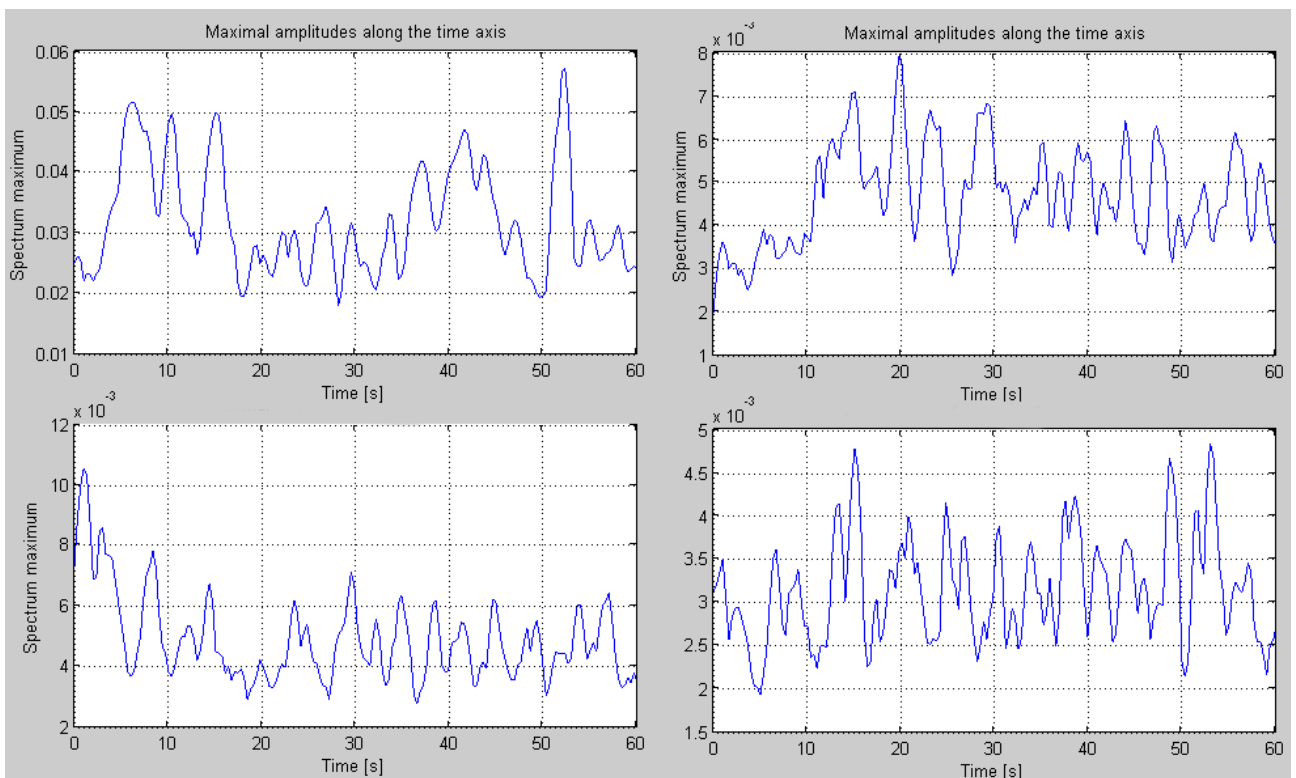 Maximal amplitudes along the time axis
0.06
0.05
0.04
0.03
0.02
0.01
Spectrum maximum
0 10 20 30 40 50 60
Time [s]
Maximal amplitudes along the time axis
x 10⁻³
8
7
6
5
4
3
2
1
Spectrum maximum
0 10 20 30 40 50 60
Time [s]
x 10⁻³
12
10
8
6
4
2
Spectrum maximum
0 10 20 30 40 50 60
Time [s]
x 10⁻³
5
4.5
4
3.5
3
2.5
2
1.5
Spectrum maximum
0 10 20 30 40 50 60
Time [s]